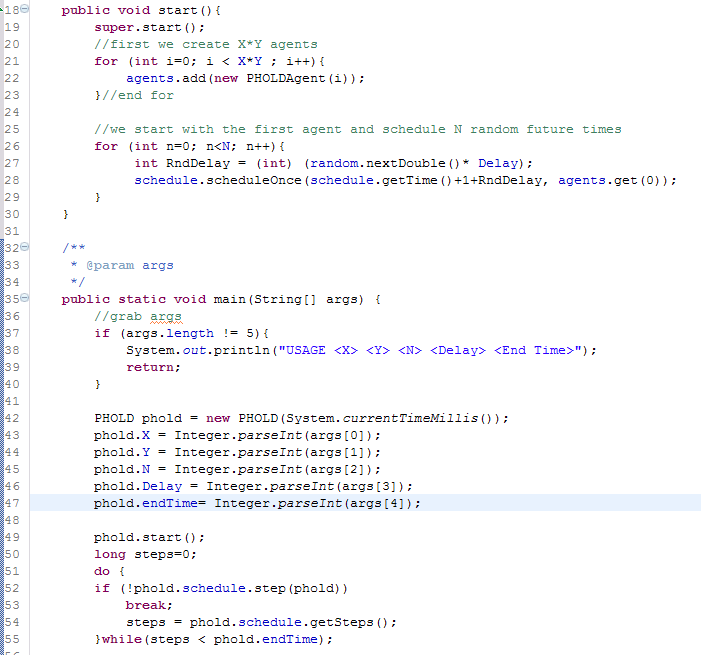 18 public void start(){
19     super.start();
20     //first we create X*Y agents
21     for (int i=0; i < X*Y ; i++){
22         agents.add(new PHOLDAgent(i));
23     }//end for
24
25     //we start with the first agent and schedule N random future times
26     for (int n=0; n<N; n++){
27          int RndDelay = (int) (random.nextDouble()* Delay);
28          schedule.scheduleOnce(schedule.getTime()+1+RndDelay, agents.get(0));
29     }
30 }
31
32 /**
33  * @param args
34  */
35 public static void main(String[] args) {
36     //grab args
37     if (args.length != 5){
38         System.out.println("USAGE <X> <Y> <N> <Delay> <End Time>");
39         return;
40     }
41
42     PHOLD phold = new PHOLD(System.currentTimeMillis());
43     phold.X = Integer.parseInt(args[0]);
44     phold.Y = Integer.parseInt(args[1]);
45     phold.N = Integer.parseInt(args[2]);
46     phold.Delay = Integer.parseInt(args[3]);
47     phold.endTime= Integer.parseInt(args[4]);
48
49     phold.start();
50     long steps=0;
51     do {
52     if (!phold.schedule.step(phold))
53         break;
54         steps = phold.schedule.getSteps();
55     }while(steps < phold.endTime);